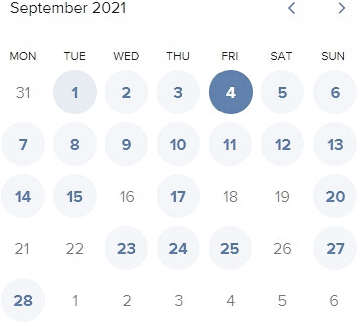 September 2021
MON TUE WED THU FRI SAT SUN
31 1 2 3 4 5 6
7 8 9 10 11 12 13
14 15 16 17 18 19 20
21 22 23 24 25 26 27
28 1 2 3 4 5 6